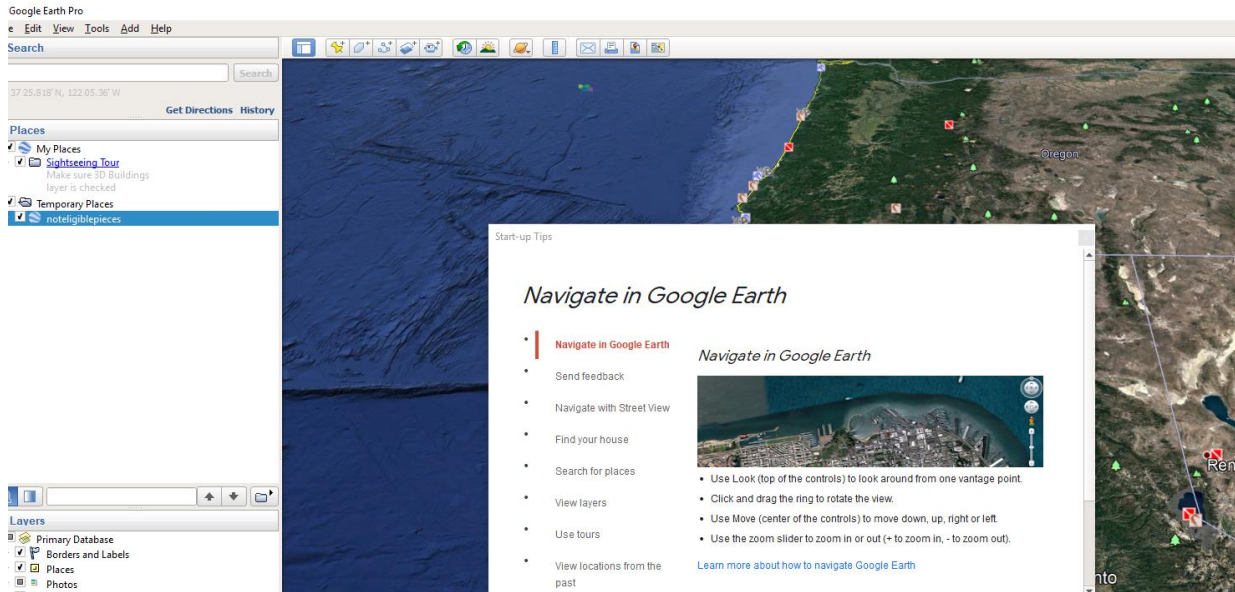 Google Earth Pro
e Edit View Tools Add Help
Search
Search
37 25.818' N, 122 05.36' W
Get Directions History
Places
My Places
Sightseeing Tour
Make sure 3D Buildings
layer is checked
Temporary Places
noteligiblepieces
Layers
Primary Database
Borders and Labels
Places
Photos
Oregon
Ren
nto
Start-up Tips
Navigate in Google Earth
• Navigate in Google Earth
• Send feedback
• Navigate with Street View
• Find your house
• Search for places
• View layers
• Use tours
• View locations from the
past
Navigate in Google Earth
• Use Look (top of the controls) to look around from one vantage point.
• Click and drag the ring to rotate the view.
• Use Move (center of the controls) to move down, up, right or left.
• Use the zoom slider to zoom in or out (+ to zoom in, - to zoom out).
Learn more about how to navigate Google Earth